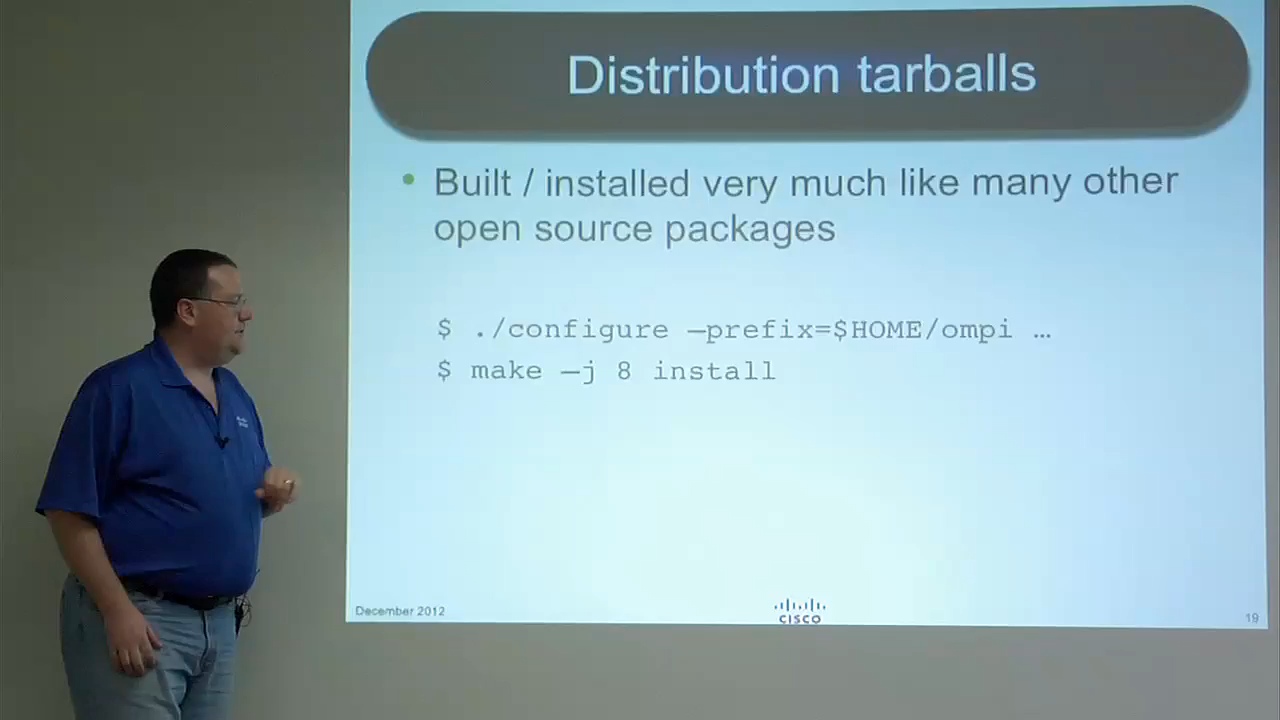 Distribution tarballs
• Built / installed very much like many other
open source packages
$ ./configure –prefix=$HOME/ompi …
$ make –j 8 install
December 2012
CISCO
19